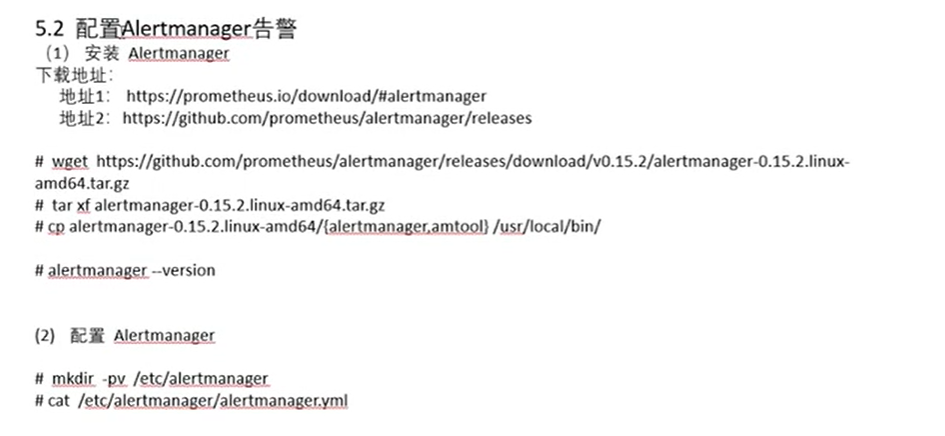 5.2 配置Alertmanager告警
(1) 安装 Alertmanager
下载地址:
地址1: https://prometheus.io/download/#alertmanager
地址2: https://github.com/prometheus/alertmanager/releases
# wget https://github.com/prometheus/alertmanager/releases/download/v0.15.2/alertmanager-0.15.2.linux-
amd64.tar.gz
# tar xf alertmanager-0.15.2.linux-amd64.tar.gz
# cp alertmanager-0.15.2.linux-amd64/{alertmanager,amtool} /usr/local/bin/
# alertmanager --version
(2) 配置 Alertmanager
# mkdir -pv /etc/alertmanager
# cat /etc/alertmanager/alertmanager.yml